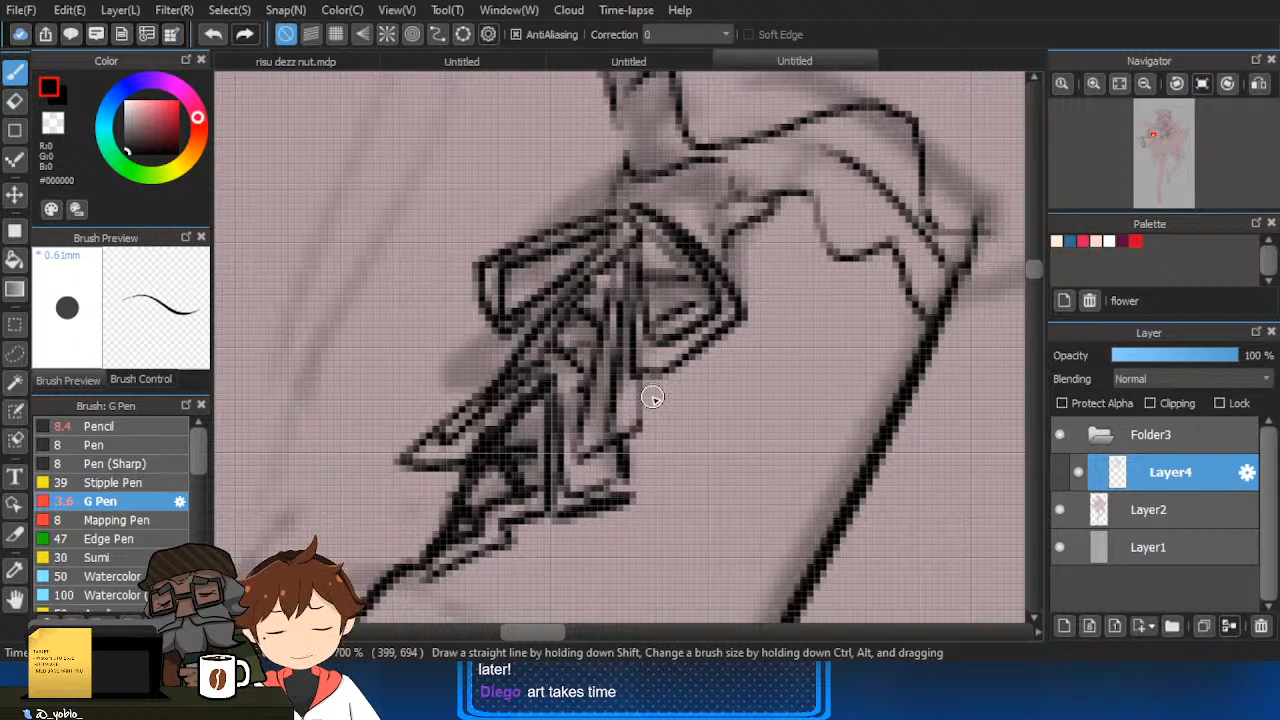 File(F) Edit(E) Layer(L) Filter(R) Select(S) Snap(N) Color(C) View(V) Tool(T) Window(W) Cloud Time-lapse Help
AntiAliasing Correction 0 Soft Edge
Color
risu dezz nut.mdp Untitled Untitled Untitled
Navigator
R:0
G:0
B:0
#000000
Brush Preview
* 0.61mm
Brush Preview Brush Control
Brush: G Pen
8.4 Pencil
8 Pen
8 Pen (Sharp)
39 Stipple Pen
3.6 G Pen
8 Mapping Pen
47 Edge Pen
30 Sumi
50 Watercolor
100 Watercolor (
Palette
flower
Layer
Opacity 100 %
Blending Normal
Protect Alpha Clipping Lock
Folder3
Layer4
Layer2
Layer1
Time
700 % ( 399, 694 ) Draw a straight line by holding down Shift, Change a brush size by holding down Ctrl, Alt, and dragging
later!
Diego art takes time